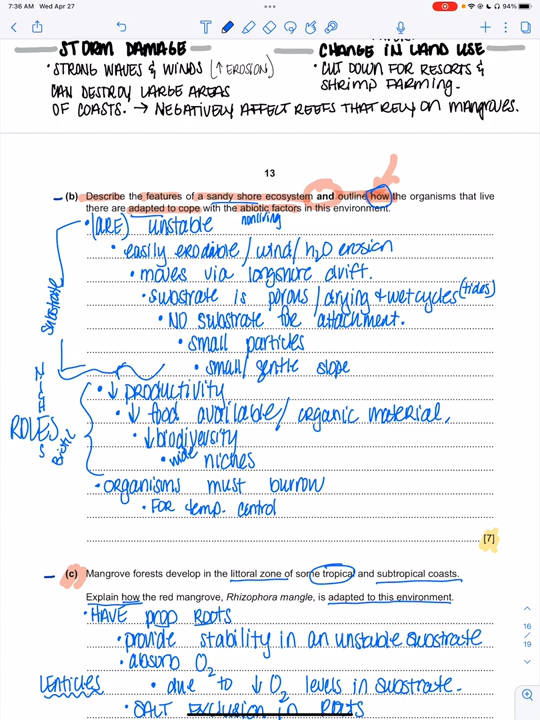 7:36 AM Wed Apr 27
94%
STORM DAMAGE
CHANGE IN LAND USE
• STRONG WAVES & WINDS (↑ EROSION)
CAN DESTROY LARGE AREAS
OF COASTS. → NEGATIVELY AFFECT REEFS THAT RELY ON MANGROVES.
• CUT DOWN FOR RESORTS &
SHRIMP FARMING.
13
(b) Describe the features of a sandy shore ecosystem and outline how the organisms that live
there are adapted to cope with the abiotic factors in this environment.
nonliving
• (ARE) unstable
• easily erodible / wind / h2O erosion
• moves via longshore drift.
• substrate is porous / drying & wet cycles (tides)
• NO substrate for attachment.
• small particles
• small / gentle slope
Substrate
• ↓ productivity
• ↓ food available / organic material.
• ↓ biodiversity
• wide niches
NICHES
ROLES
Biotic
• organisms must burrow
• FOR temp. control
[7]
(c) Mangrove forests develop in the littoral zone of some tropical and subtropical coasts.
Explain how the red mangrove, Rhizophora mangle, is adapted to this environment.
• HAVE prop ROOTS
• provide stability in an unstable substrate
• absorb O2
Lenticles
• due to ↓ O2 levels in substrate.
• SALT EXCLUSION in ROOTS
16
19